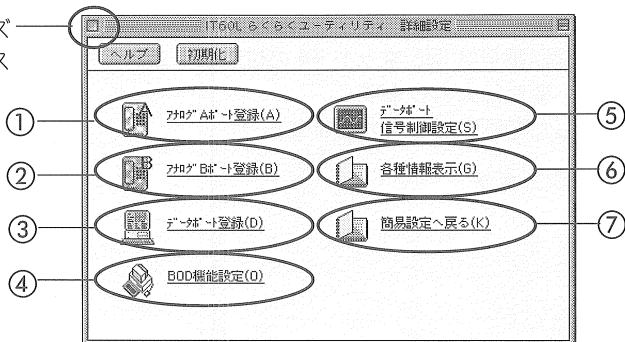 ズ
ス
IT60L らくらくユーティリティ 詳細設定
ヘルプ
初期化
① ｱﾅﾛｸﾞ Aﾎﾟｰﾄ登録(A)
② ｱﾅﾛｸﾞ Bﾎﾟｰﾄ登録(B)
③ ﾃﾞｰﾀﾎﾟｰﾄ登録(D)
④ BOD機能設定(O)
ﾃﾞｰﾀﾎﾟｰﾄ
信号制御設定(S) ⑤
各種情報表示(G) ⑥
簡易設定へ戻る(K) ⑦